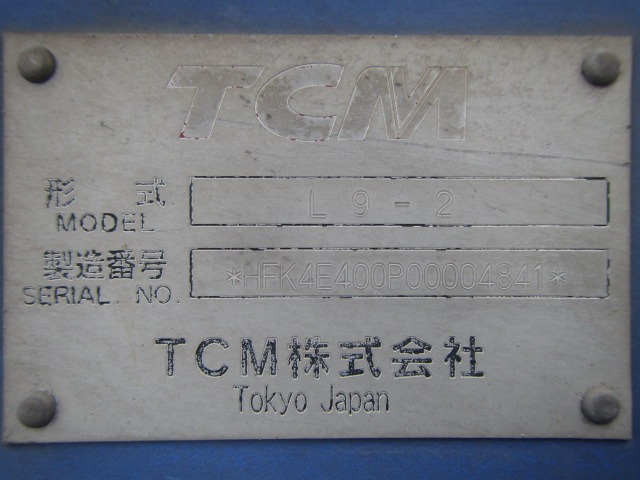 TCM
形 式 L9-2
MODEL
製造番号 *HFK4E400P00004841*
SERIAL NO.
TCM株式会社
Tokyo Japan